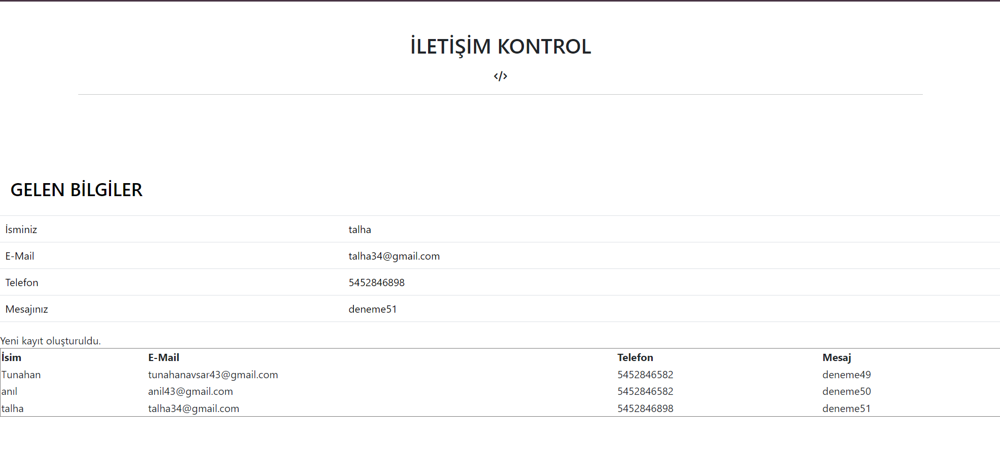 İLETİŞİM KONTROL
</>
GELEN BİLGİLER
İsminiz talha
E-Mail talha34@gmail.com
Telefon 5452846898
Mesajınız deneme51
Yeni kayıt oluşturuldu.
İsim E-Mail Telefon Mesaj
Tunahan tunahanavsar43@gmail.com 5452846582 deneme49
anıl anil43@gmail.com 5452846582 deneme50
talha talha34@gmail.com 5452846898 deneme51